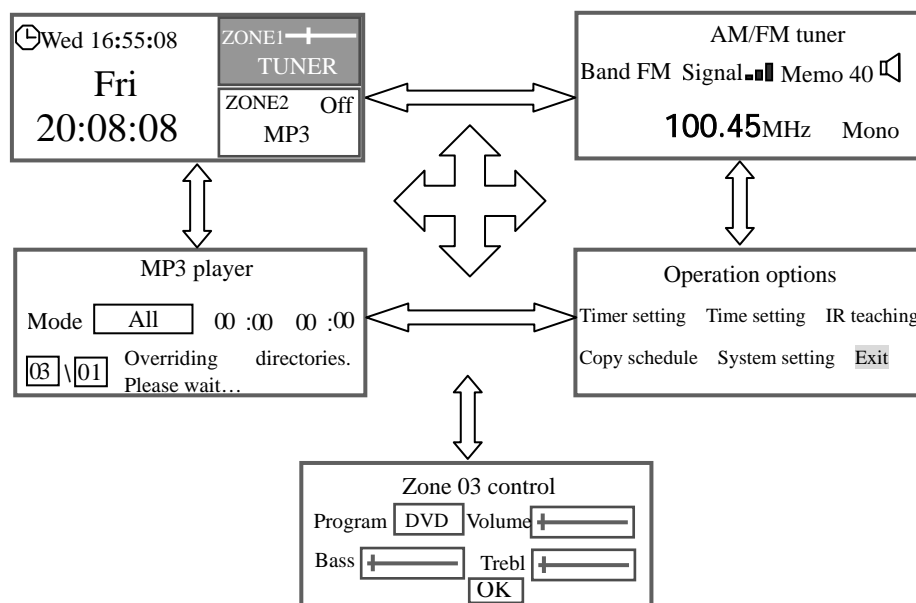 Wed 16:55:08
Fri
20:08:08
ZONE1
TUNER
ZONE2 Off
MP3
AM/FM tuner
Band FM Signal Memo 40
100.45MHz Mono
MP3 player
Mode All 00 :00 00 :00
03 \ 01 Overriding directories.
Please wait…
Operation options
Timer setting Time setting IR teaching
Copy schedule System setting Exit
Zone 03 control
Program DVD Volume
Bass Trebl
OK